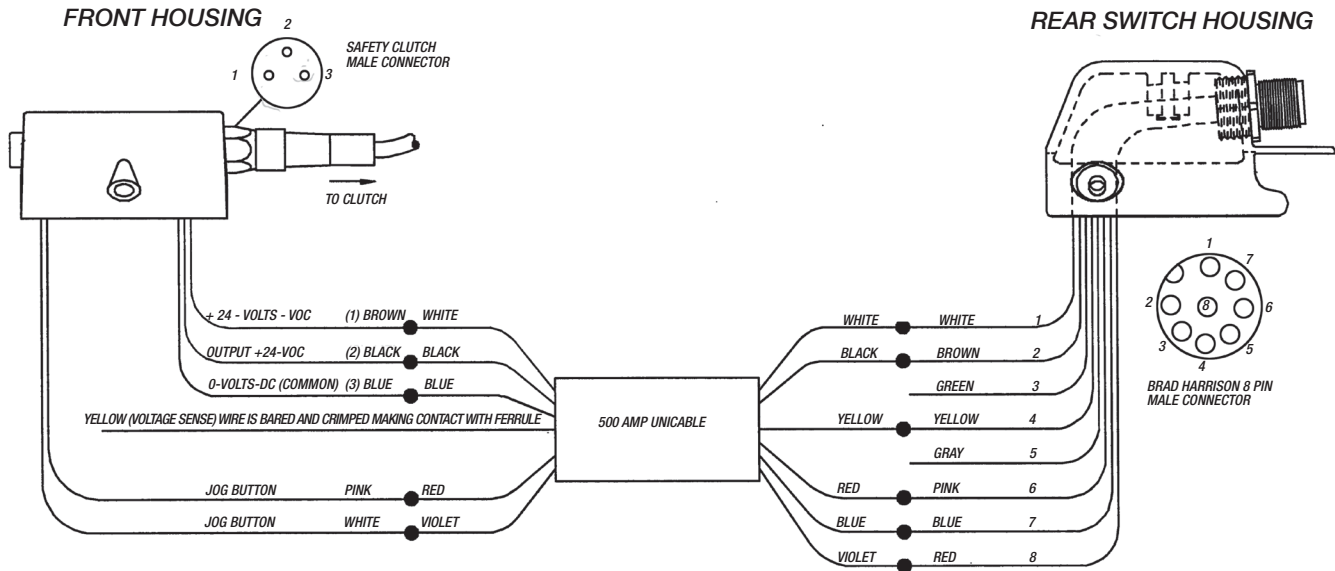 FRONT HOUSING
REAR SWITCH HOUSING
2
1
3
SAFETY CLUTCH
MALE CONNECTOR
TO CLUTCH
+ 24 - VOLTS - VOC (1) BROWN WHITE
OUTPUT +24-VOC (2) BLACK BLACK
0-VOLTS-DC (COMMON) (3) BLUE BLUE
YELLOW (VOLTAGE SENSE) WIRE IS BARED AND CRIMPED MAKING CONTACT WITH FERRULE
JOG BUTTON PINK RED
JOG BUTTON WHITE VIOLET
500 AMP UNICABLE
WHITE WHITE 1
BLACK BROWN 2
GREEN 3
YELLOW YELLOW 4
GRAY 5
RED PINK 6
BLUE BLUE 7
VIOLET RED 8
1
7
2
8
6
3
5
4
BRAD HARRISON 8 PIN
MALE CONNECTOR